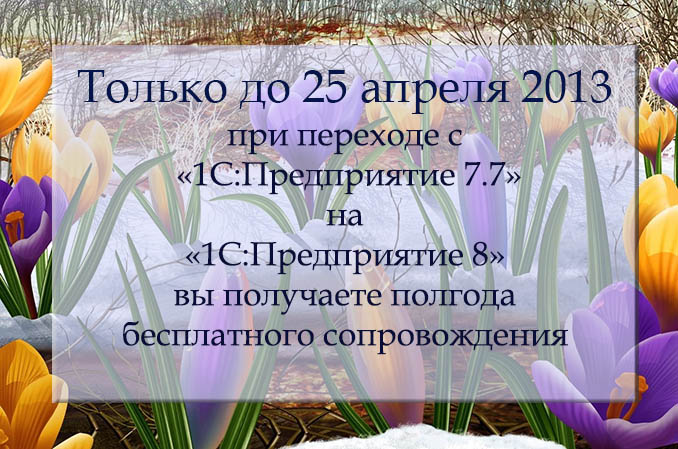 Только до 25 апреля 2013
при переходе с
«1С:Предприятие 7.7»
на
«1С:Предприятие 8»
вы получаете полгода
бесплатного сопровождения